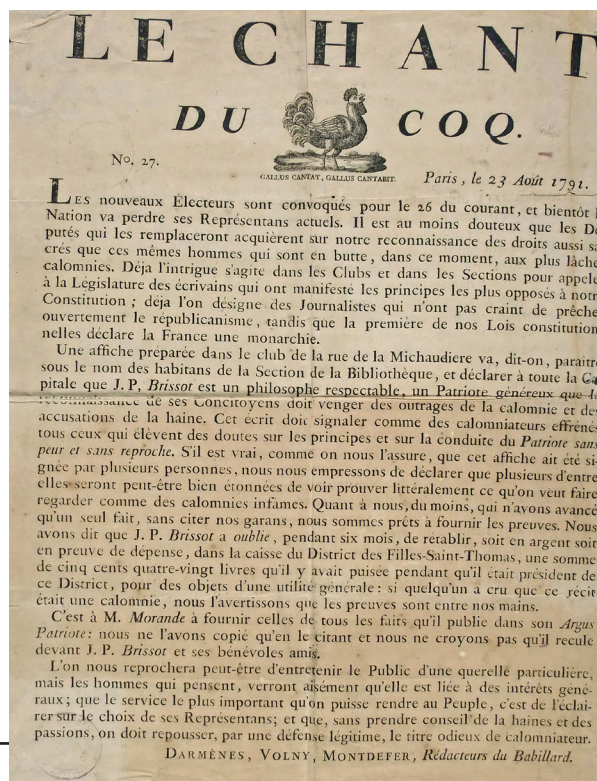 LE CHANT
DU COQ.
GALLUS CANTAT, GALLUS CANTABIT.
No. 27.
Paris, le 23 Août 1791.
LES nouveaux Électeurs sont convoqués pour le 26 du courant, et bientôt l
Nation va perdre ses Représentans actuels. Il est au moins douteux que les Dé
putés qui les remplaceront acquièrent sur notre reconnaissance des droits aussi sa
crés que ces mêmes hommes qui sont en butte, dans ce moment, aux plus lâche
calomnies. Déja l'intrigue s'agite dans les Clubs et dans les Sections pour appele
à la Législature des écrivains qui ont manifesté les principes les plus opposés à notr
Constitution ; déja l'on désigne des Journalistes qui n'ont pas craint de prêche
ouvertement le républicanisme, tandis que la première de nos Lois constitution
nelles déclare la France une monarchie.
Une affiche préparée dans le club de la rue de la Michaudiere va, dit-on, paraitr
sous le nom des habitans de la Section de la Bibliothèque, et déclarer à toute la Ca
pitale que J. P. Brissot est un philosophe respectable, un Patriote généreux que la
reconnaissance de ses Concitoyens doit venger des outrages de la calomnie et de
accusations de la haine. Cet écrit doit signaler comme des calomniateurs effréné
tous ceux qui élèvent des doutes sur les principes et sur la conduite du Patriote sans
peur et sans reproche. S'il est vrai, comme on nous l'assure, que cet affiche ait été si-
gnée par plusieurs personnes, nous nous empressons de déclarer que plusieurs d'entre
elles seront peut-être bien étonnées de voir prouver littéralement ce qu'on veut faire
regarder comme des calomnies infames. Quant à nous, du moins, qui n'avons avancé
qu'un seul fait, sans citer nos garans, nous sommes prêts à fournir les preuves. Nous
avons dit que J. P. Brissot a oublie, pendant six mois, de rétablir, soit en argent soit
en preuve de dépense, dans la caisse du District des Filles-Saint-Thomas, une somme
de cinq cents quatre-vingt livres qu'il y avait puisée pendant qu'il était président de
ce District, pour des objets d'une utilité générale : si quelqu'un a cru que ce récit
était une calomnie, nous l'avertissons que les preuves sont entre nos mains.
C'est à M. Morande à fournir celles de tous les faits qu'il public dans son Argus
Patriote : nous ne l'avons copié qu'en le citant et nous ne croyons pas qu'il recule
devant J. P. Brissot et ses bénévoles amis.
L'on nous reprochera peut-être d'entretenir le Public d'une querelle particulière,
mais les hommes qui pensent, verront aisément qu'elle est liée à des intérêts géné-
raux ; que le service le plus important qu'on puisse rendre au Peuple, c'est de l'éclai-
rer sur le choix de ses Représentans ; et que, sans prendre conseil de la haines et des
passions, on doit repousser, par une défense légitime, le titre odieux de calomniateur.
DARMÈNES, VOLNY, MONTDEFER, Rédacteurs du Babillard.